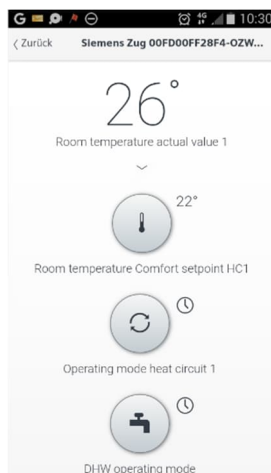 4G 10:30
Zurück Siemens Zug 00FD00FF28F4-OZW...
26°
Room temperature actual value 1
22°
Room temperature Comfort setpoint HC1
Operating mode heat circuit 1
DHW operating mode